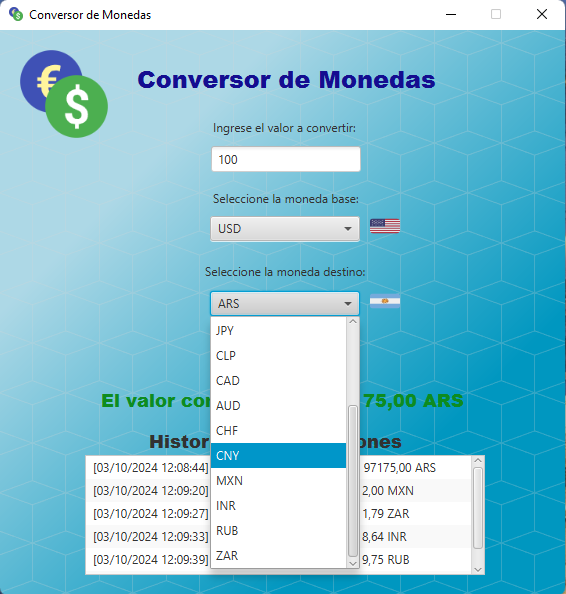 Conversor de Monedas
€
$
Conversor de Monedas
Ingrese el valor a convertir:
100
Seleccione la moneda base:
USD
Seleccione la moneda destino:
ARS
JPY
CLP
CAD
AUD
CHF
CNY
MXN
INR
RUB
ZAR
El valor con 75,00 ARS
Histor ones
[03/10/2024 12:08:44] 97175,00 ARS
[03/10/2024 12:09:20] 2,00 MXN
[03/10/2024 12:09:27] 1,79 ZAR
[03/10/2024 12:09:33] 8,64 INR
[03/10/2024 12:09:39] 9,75 RUB